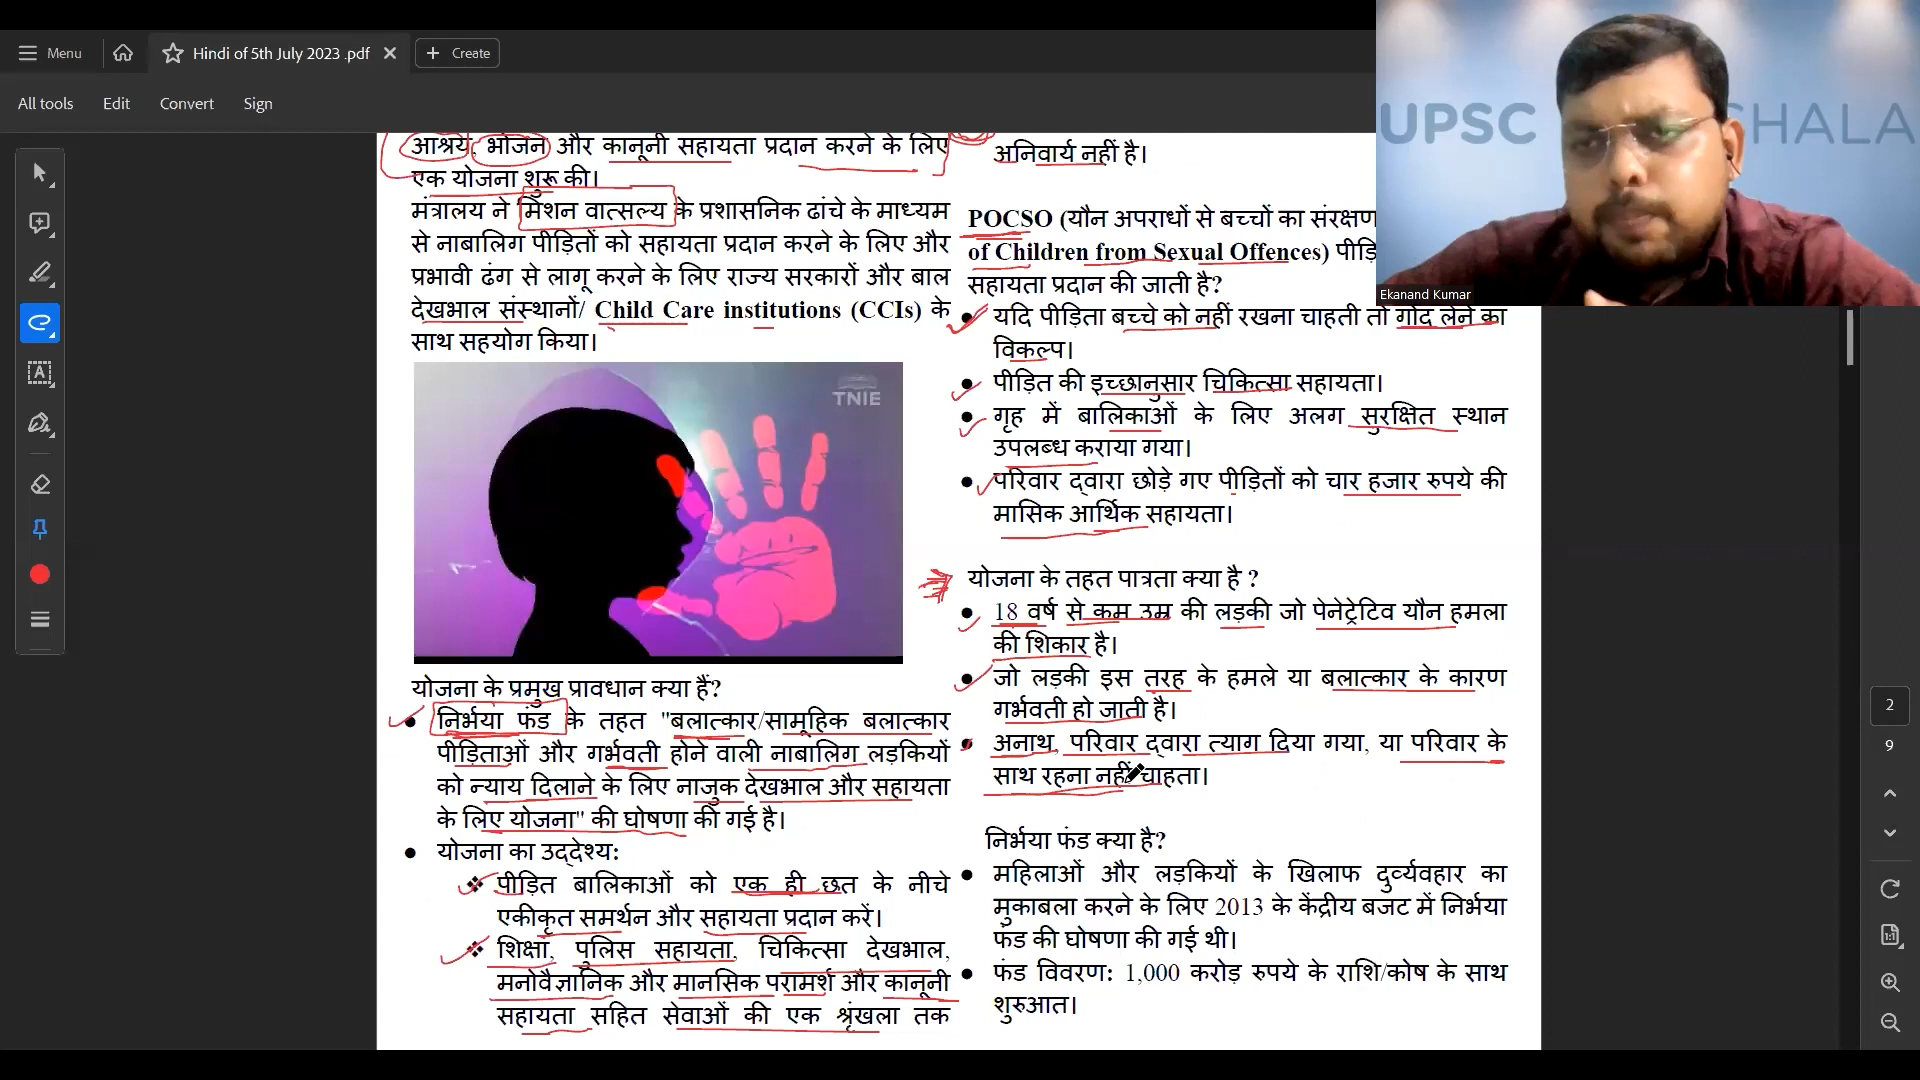 Menu
Hindi of 5th July 2023 .pdf
Create
All tools Edit Convert Sign
आश्रय, भोजन और कानूनी सहायता प्रदान करने के लिए
एक योजना शुरू की।
मंत्रालय ने मिशन वात्सल्य के प्रशासनिक ढांचे के माध्यम
से नाबालिग पीड़ितों को सहायता प्रदान करने के लिए और
प्रभावी ढंग से लागू करने के लिए राज्य सरकारों और बाल
देखभाल संस्थानों/ Child Care institutions (CCIs) के
साथ सहयोग किया।
TNIE
योजना के प्रमुख प्रावधान क्या हैं?
● निर्भया फंड के तहत "बलात्कार/सामूहिक बलात्कार
पीड़िताओं और गर्भवती होने वाली नाबालिग लड़कियों
को न्याय दिलाने के लिए नाजुक देखभाल और सहायता
के लिए योजना" की घोषणा की गई है।
● योजना का उद्देश्य:
❖ पीड़ित बालिकाओं को एक ही छत के नीचे
एकीकृत समर्थन और सहायता प्रदान करें।
❖ शिक्षा, पुलिस सहायता, चिकित्सा देखभाल,
मनोवैज्ञानिक और मानसिक परामर्श और कानूनी
सहायता सहित सेवाओं की एक श्रृंखला तक
अनिवार्य नहीं है।
POCSO (यौन अपराधों से बच्चों का संरक्षण
of Children from Sexual Offences)
सहायता प्रदान की जाती है?
● यदि पीड़िता बच्चे को नहीं रखना चाहती तो गोद लेने का
विकल्प।
● पीड़ित की इच्छानुसार चिकित्सा सहायता।
● गृह में बालिकाओं के लिए अलग सुरक्षित स्थान
उपलब्ध कराया गया।
● परिवार द्वारा छोड़े गए पीड़ितों को चार हजार रुपये की
मासिक आर्थिक सहायता।
योजना के तहत पात्रता क्या है ?
● 18 वर्ष से कम उम्र की लड़की जो पेनेट्रेटिव यौन हमला
की शिकार है।
● जो लड़की इस तरह के हमले या बलात्कार के कारण
गर्भवती हो जाती है।
● अनाथ, परिवार द्वारा त्याग दिया गया, या परिवार के
साथ रहना नहीं चाहता।
निर्भया फंड क्या है?
● महिलाओं और लड़कियों के खिलाफ दुर्व्यवहार का
मुकाबला करने के लिए 2013 के केंद्रीय बजट में निर्भया
फंड की घोषणा की गई थी।
● फंड विवरण: 1,000 करोड़ रुपये के राशि/कोष के साथ
शुरुआत।
UPSC HALA
Ekanand Kumar
2
9